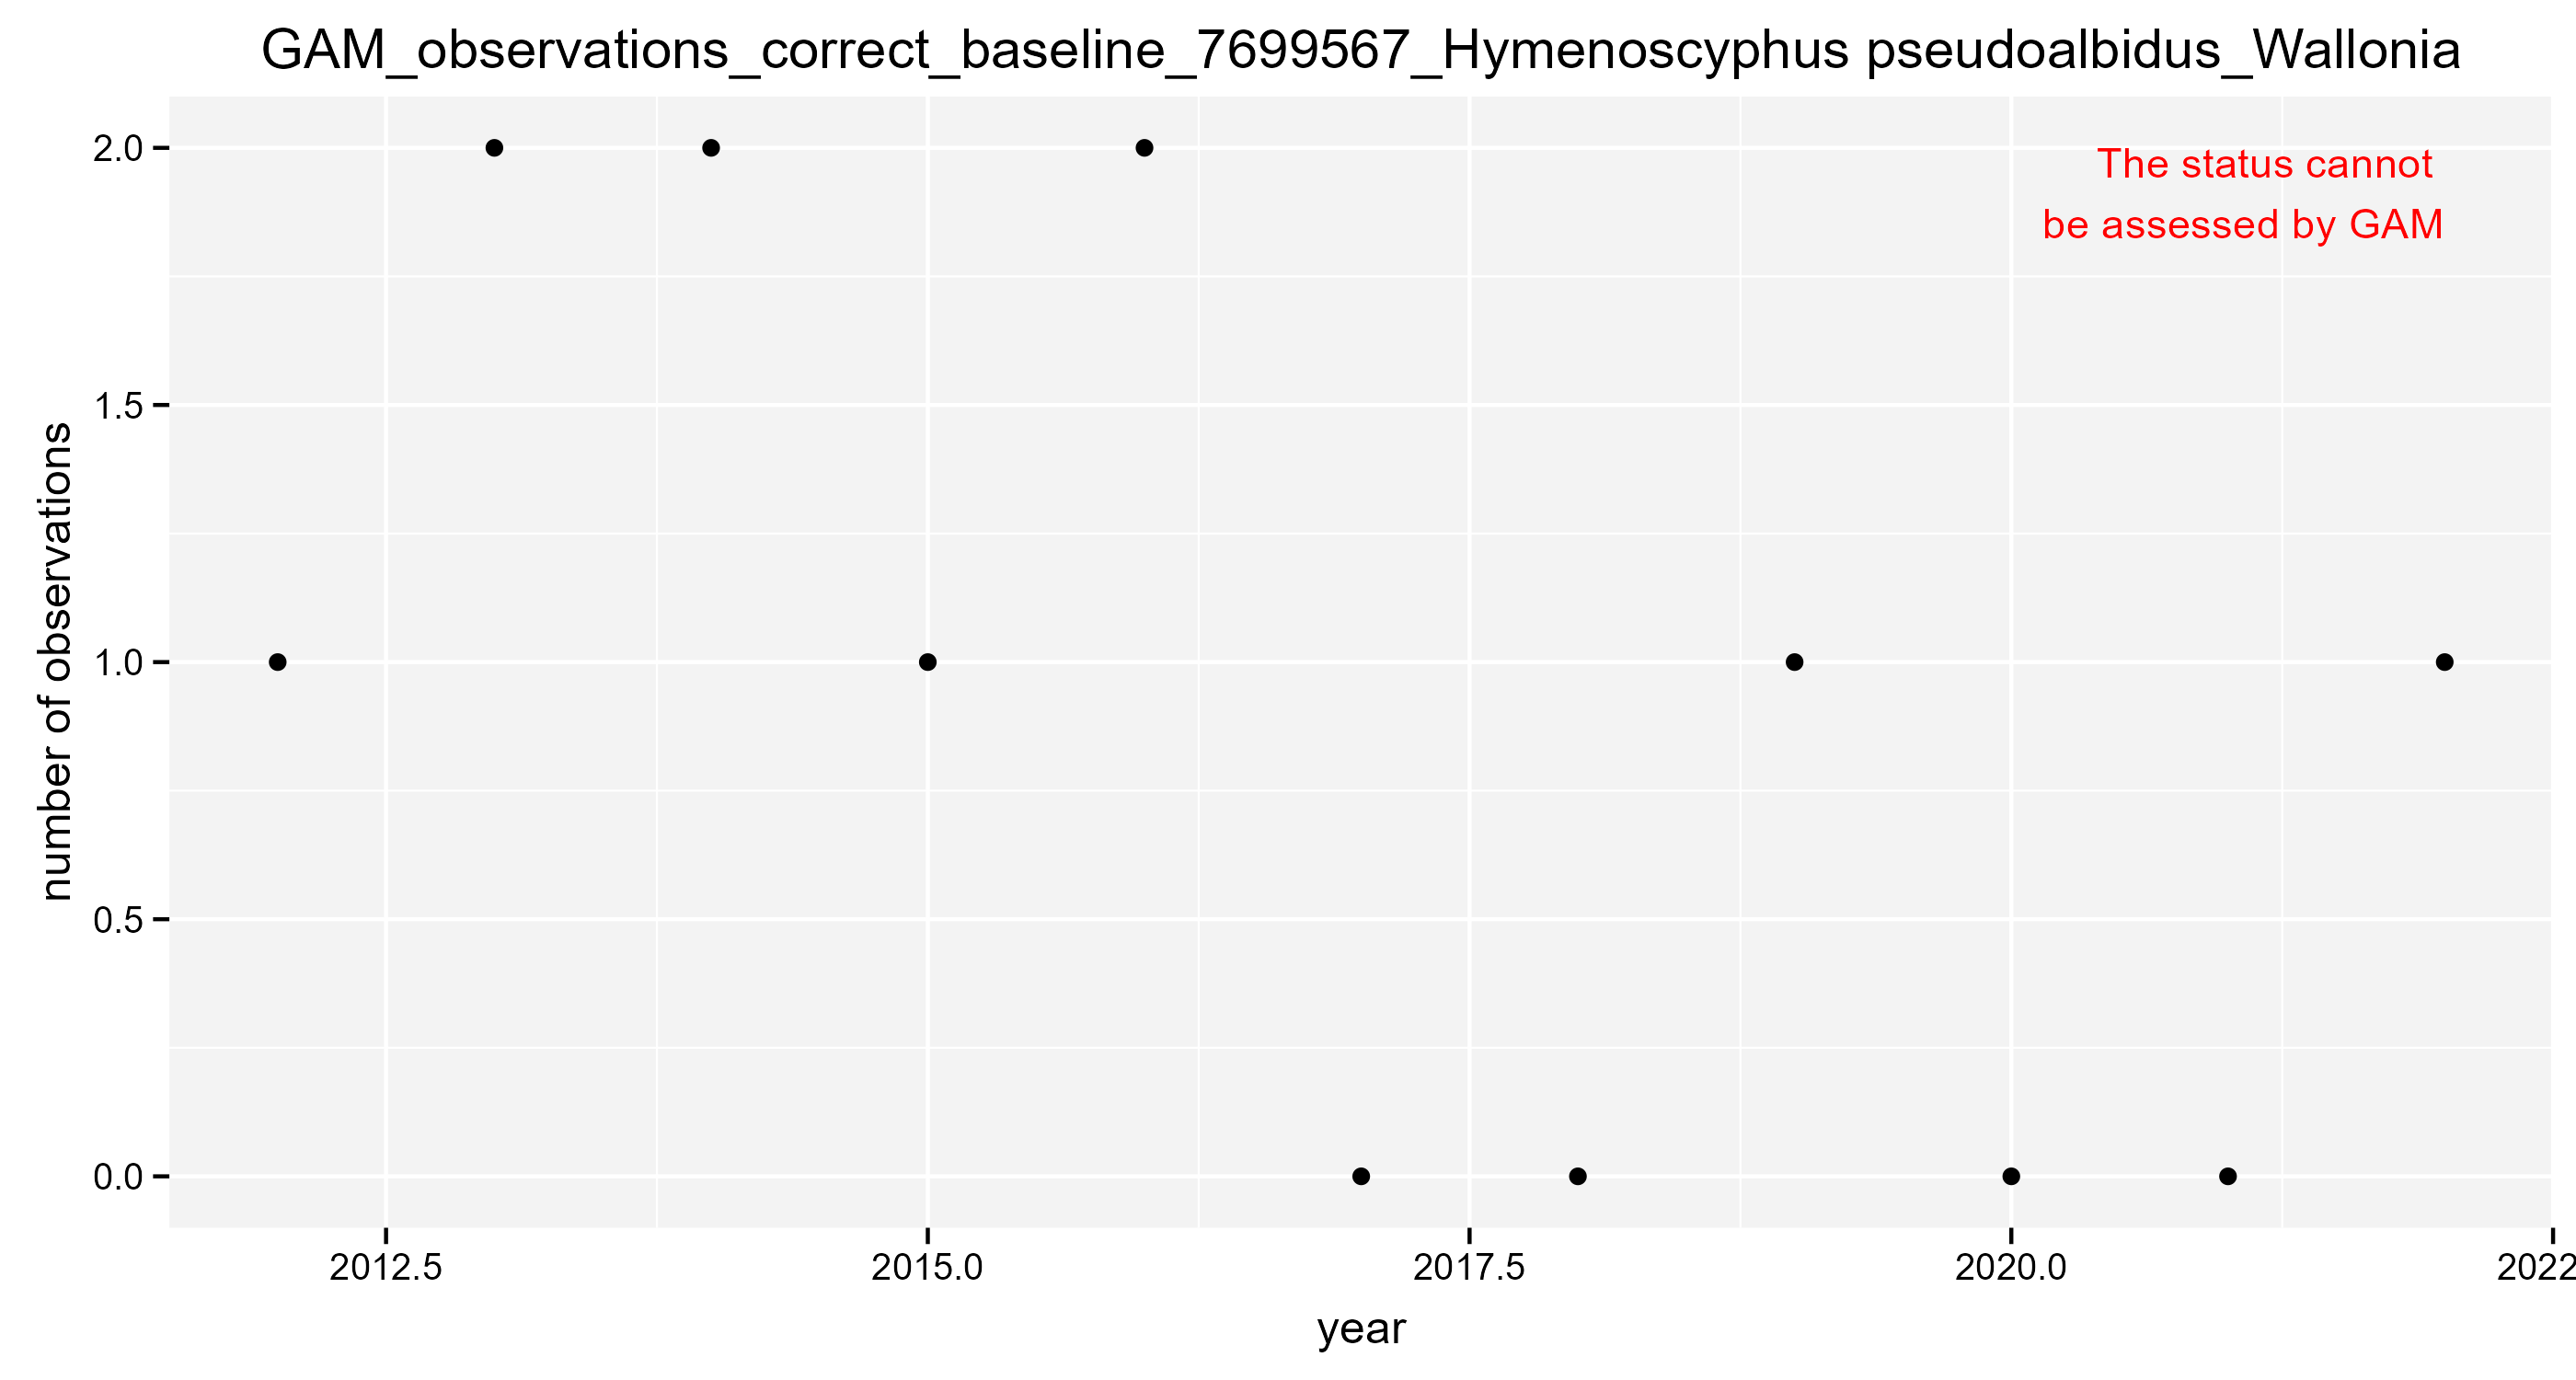 GAM_observations_correct_baseline_7699567_Hymenoscyphus pseudoalbidus_Wallonia
The status cannot
be assessed by GAM
number of observations
2.0
1.5
1.0
0.5
0.0
2012.5
2015.0
2017.5
2020.0
2022
year